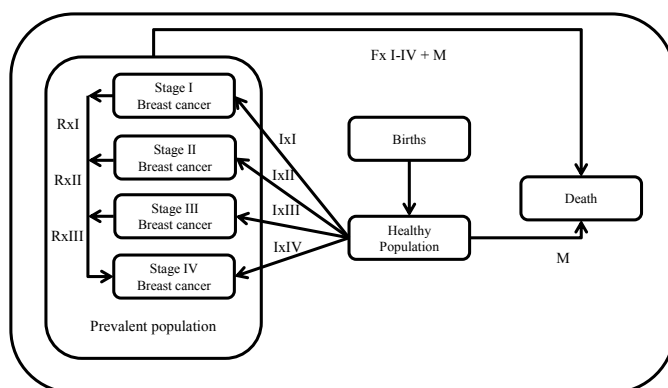 Fx I-IV + M
Stage I
Breast cancer
RxI
IxI
Births
Stage II
Breast cancer
RxII
IxII
Death
Stage III
Breast cancer
IxIII
Healthy
Population
RxIII
IxIV
M
Stage IV
Breast cancer
Prevalent population